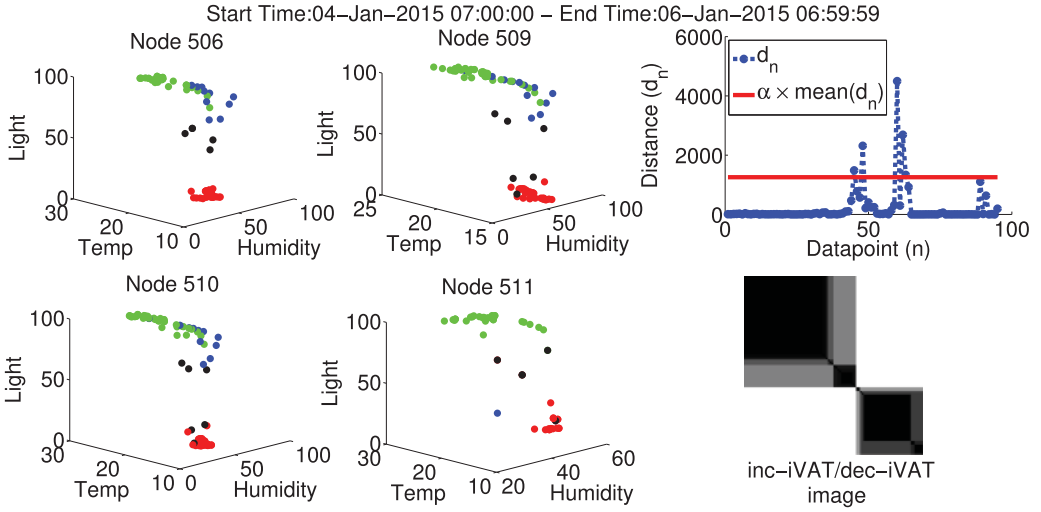 Start Time:04−Jan−2015 07:00:00 − End Time:06−Jan−2015 06:59:59
Node 506
100
50
0
Light
30
20
10
Temp
0
50
100
Humidity
Node 509
100
50
0
Light
25
20
15
Temp
0
50
100
Humidity
6000
4000
2000
0
Distance (dn)
dn
α × mean(dn)
0
50
100
Datapoint (n)
Node 510
100
50
0
Light
30
20
10
Temp
0
50
100
Humidity
Node 511
100
50
0
Light
30
20
10
Temp
20
40
60
Humidity
inc−iVAT/dec−iVAT
image